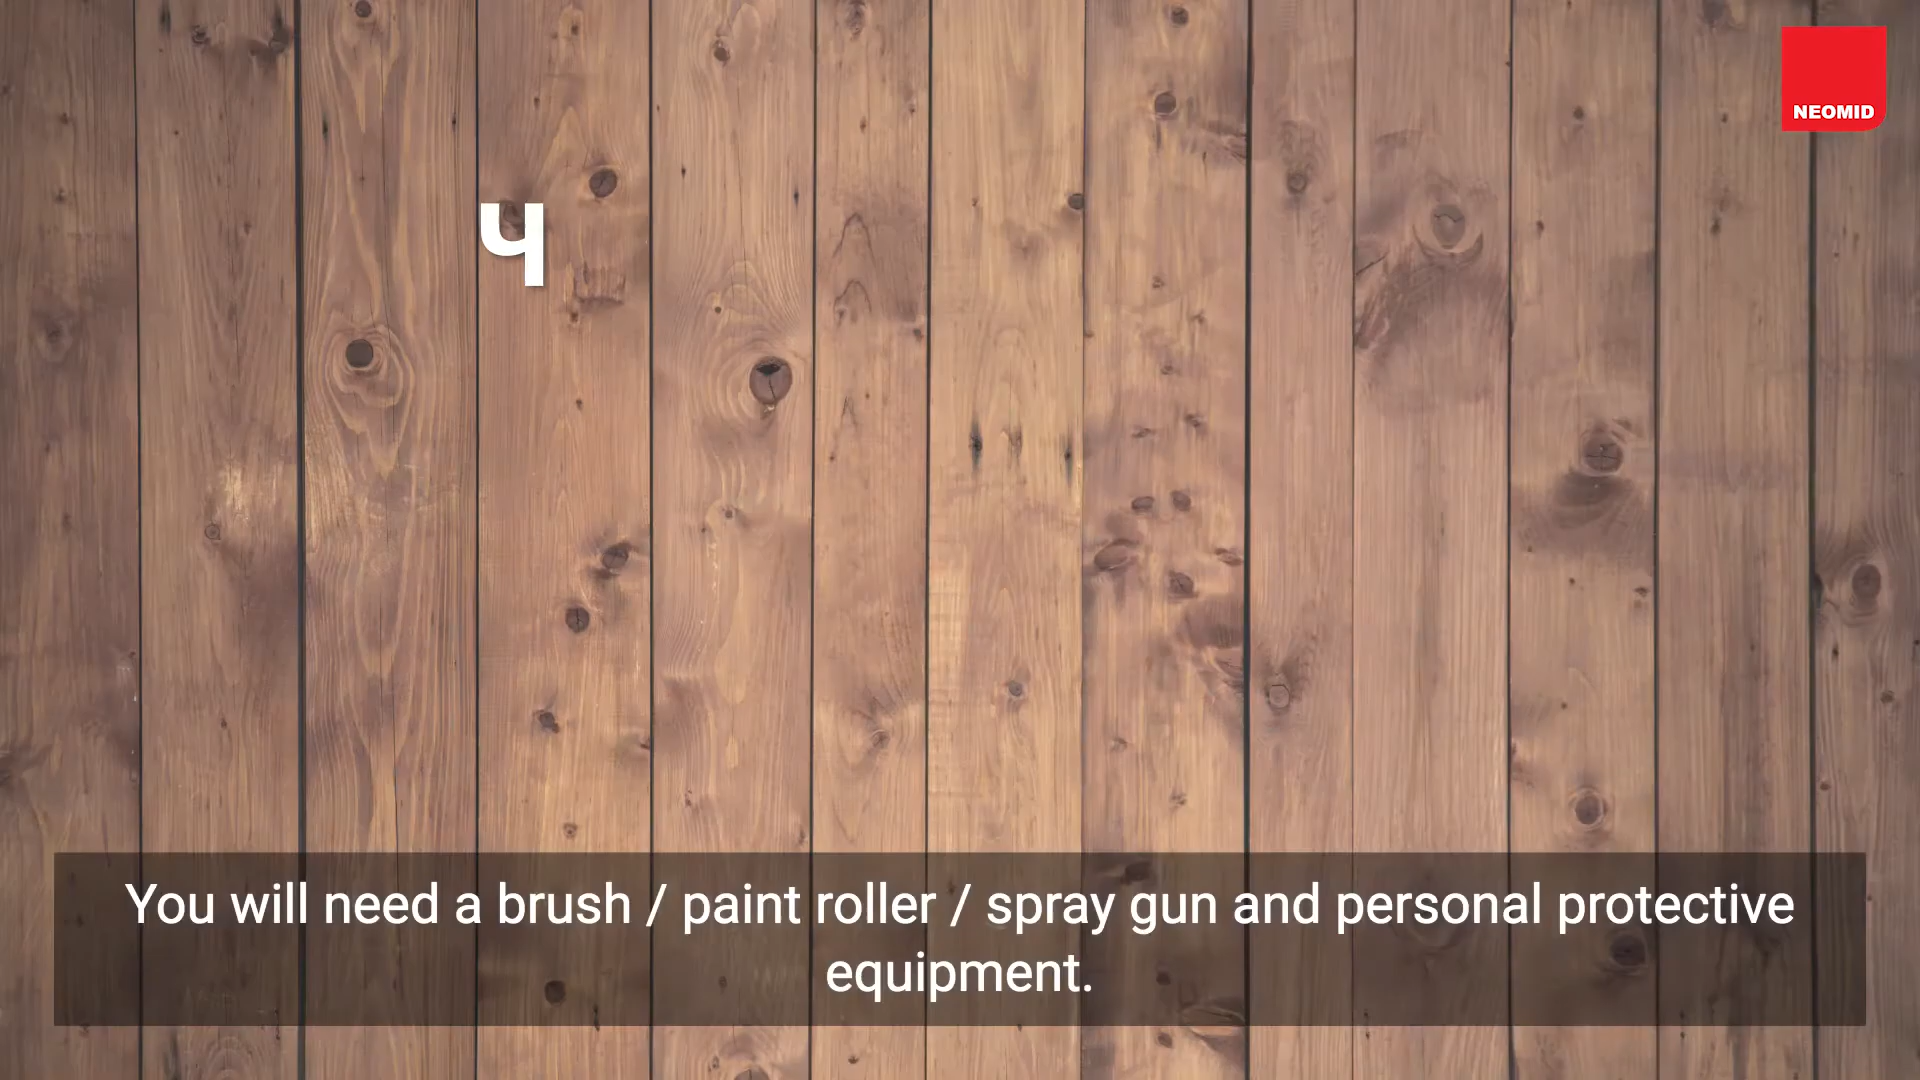 NEOMID
Ч
You will need a brush / paint roller / spray gun and personal protective
equipment.